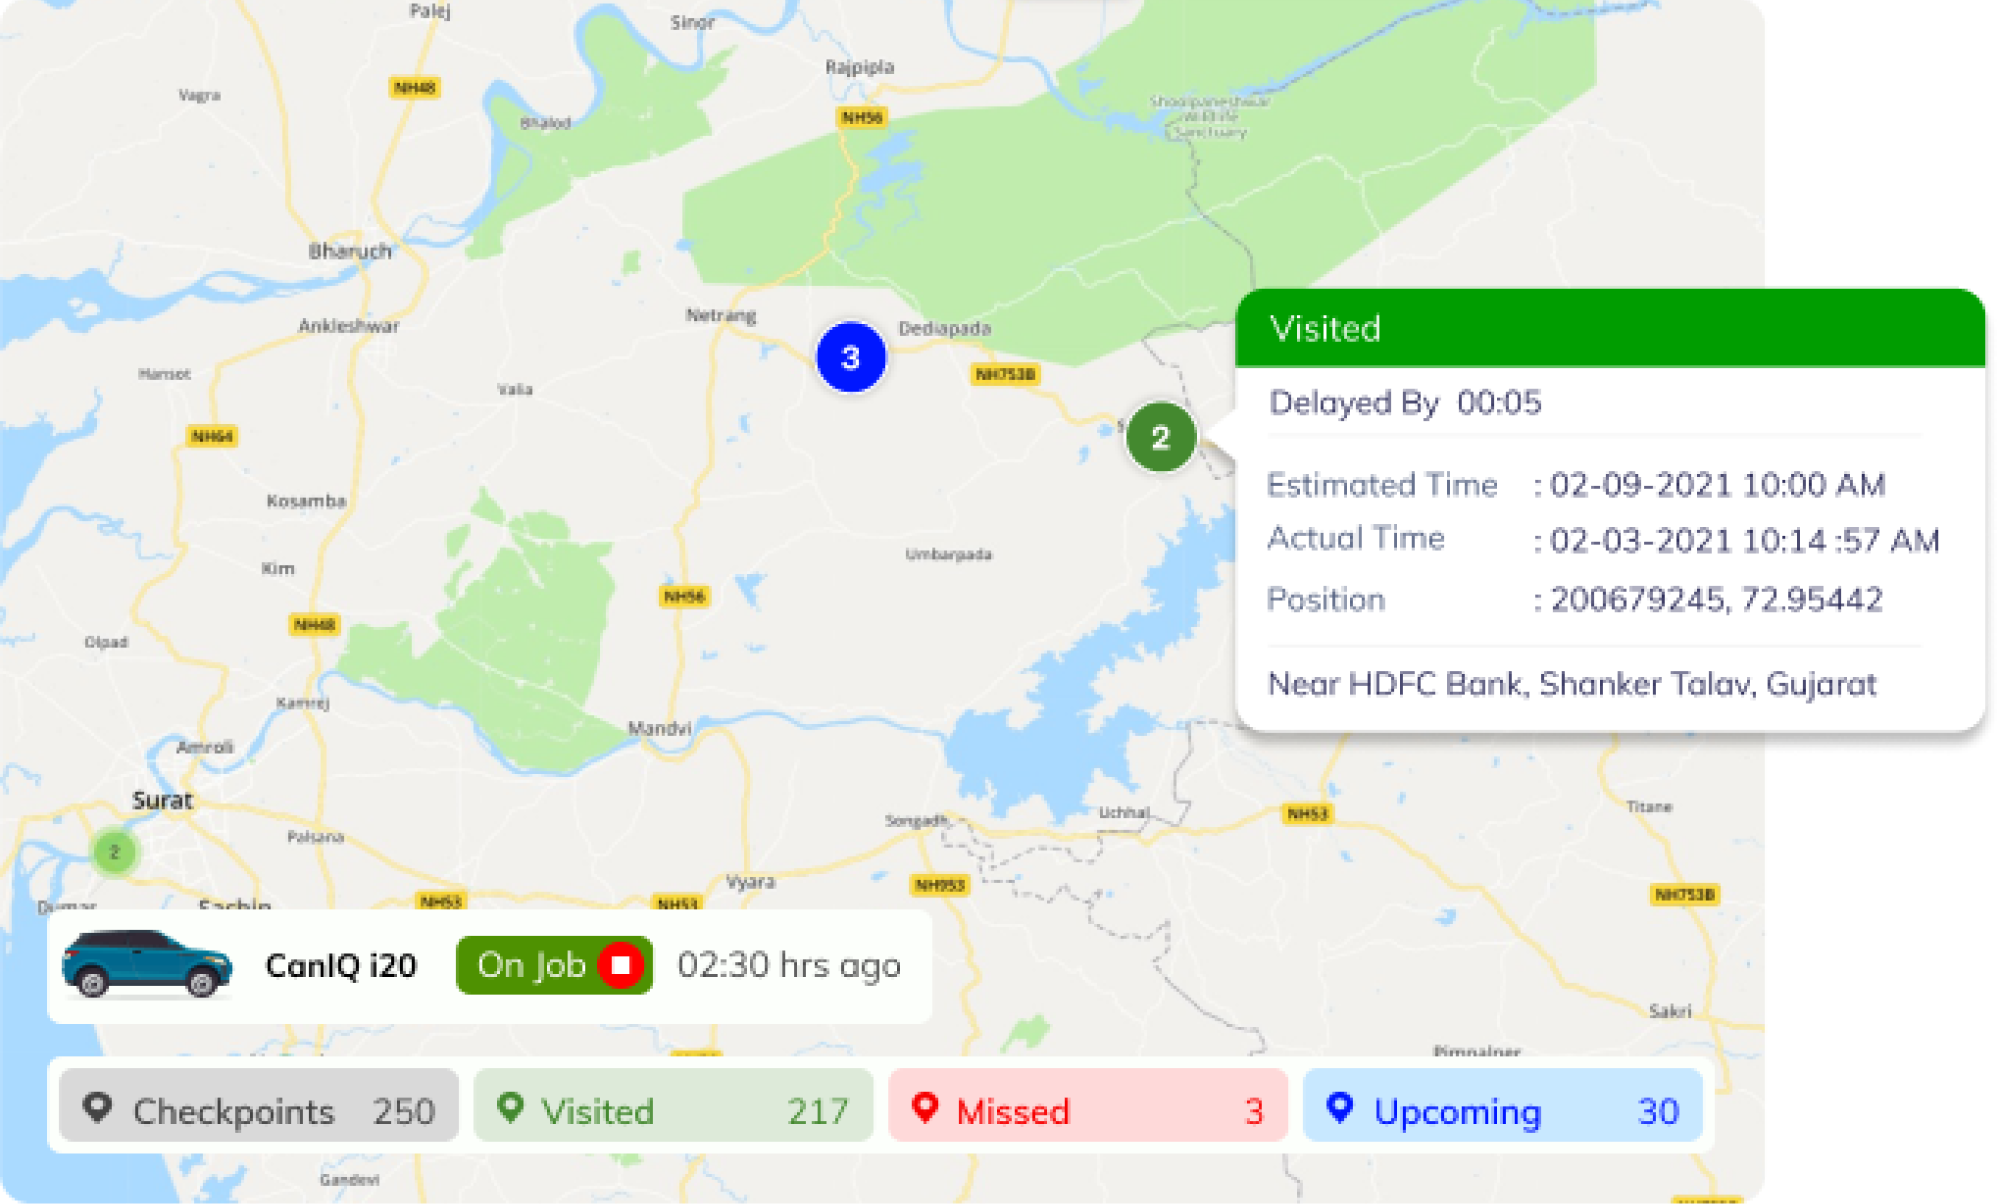 Palej
Sinor
Rajpipla
NH48
Vagra
Shoolpaneshwar
Wildlife
Sanctuary
NH56
Bhalod
Bharuch
Netrang
Ankleshwar
Dediapada
Visited
3
Hansot
NH753B
Valia
Delayed By 00:05
NH64
2
Estimated Time : 02-09-2021 10:00 AM
Kosamba
Actual Time : 02-03-2021 10:14 :57 AM
Umbarpada
Kim
NH56
Position : 200679245, 72.95442
NH48
Olpad
Near HDFC Bank, Shanker Talav, Gujarat
Kamrej
Mandvi
Amroli
Surat
Titane
Uchhal
NH53
Songadh
Palsana
2
Vyara
NH953
NH753B
NH53
NH53
Dumas
Sachin
CanIQ i20 On Job 02:30 hrs ago
Sakri
Pimpalner
Checkpoints 250 Visited 217 Missed 3 Upcoming 30
Gandevi